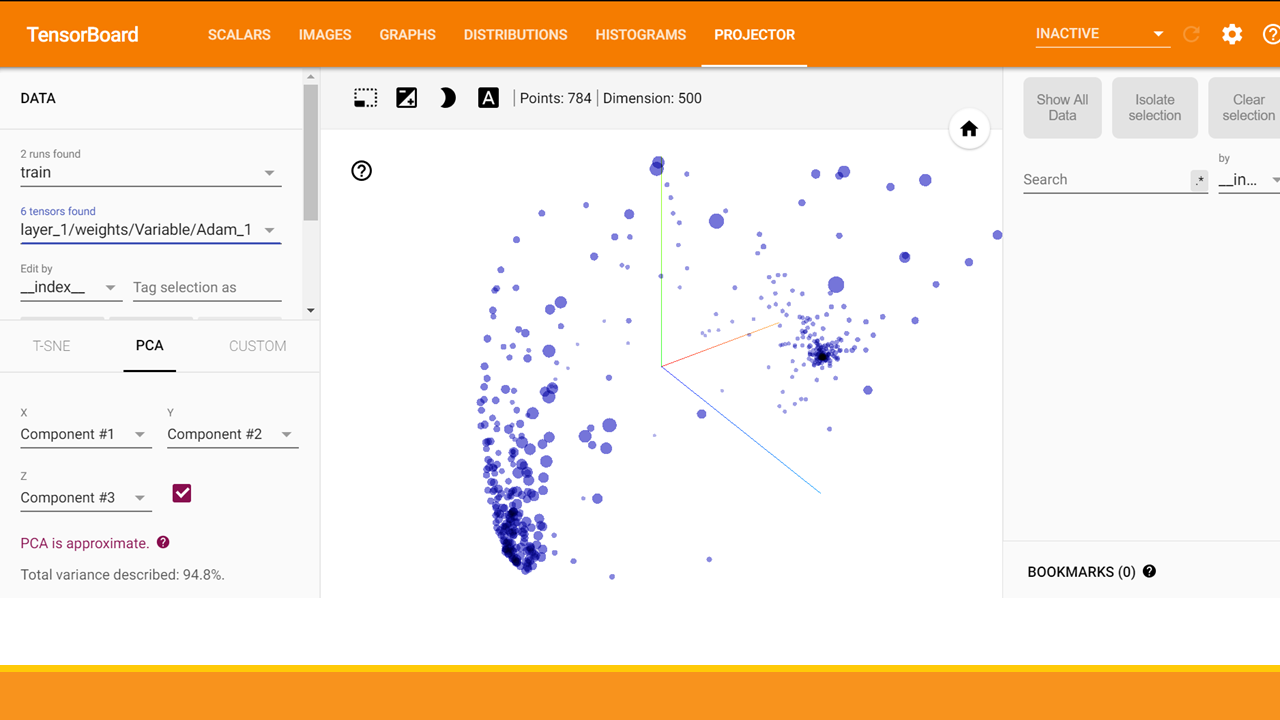 TensorBoard
SCALARS
IMAGES
GRAPHS
DISTRIBUTIONS
HISTOGRAMS
PROJECTOR
INACTIVE
DATA
2 runs found
train
6 tensors found
layer_1/weights/Variable/Adam_1
Edit by
__index__
Tag selection as
T-SNE
PCA
CUSTOM
X
Component #1
Y
Component #2
Z
Component #3
PCA is approximate.
Total variance described: 94.8%.
A
Points: 784
Dimension: 500
Show All
Data
Isolate
selection
Clear
selection
Search
.*
by
__in...
BOOKMARKS (0)